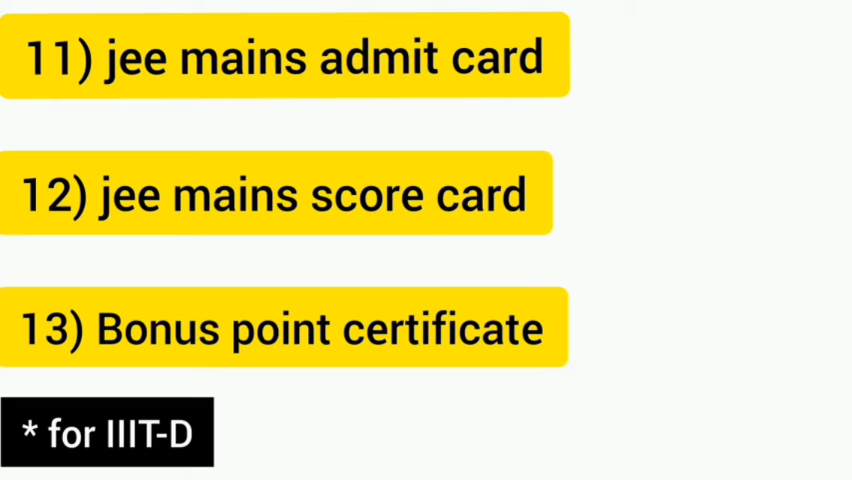 11) jee mains admit card
12) jee mains score card
13) Bonus point certificate
* for IIIT-D